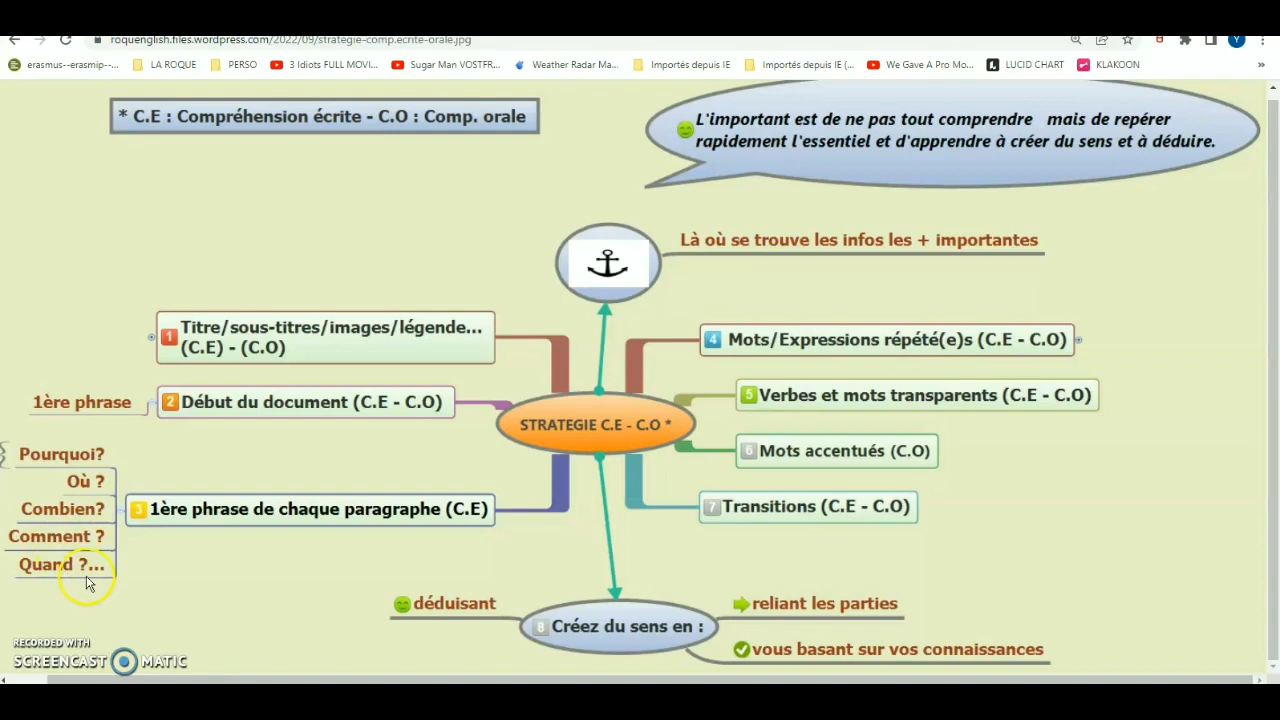 roquenglish.files.wordpress.com/2022/09/strategie-comp.ecrite-orale.jpg
erasmus--erasmip--...
LA ROQUE
PERSO
3 Idiots FULL MOVI...
Sugar Man VOSTFR...
Weather Radar Ma...
Importés depuis IE
Importés depuis IE (...
We Gave A Pro Mo...
LUCID CHART
KLAKOON
»
Y
* C.E : Compréhension écrite - C.O : Comp. orale
L'important est de ne pas tout comprendre mais de repérer
rapidement l'essentiel et d'apprendre à créer du sens et à déduire.
Là où se trouve les infos les + importantes
1 Titre/sous-titres/images/légende...
(C.E) - (C.O)
4 Mots/Expressions répété(e)s (C.E - C.O)
1ère phrase
2 Début du document (C.E - C.O)
5 Verbes et mots transparents (C.E - C.O)
STRATEGIE C.E - C.O *
6 Mots accentués (C.O)
Pourquoi?
Où ?
Combien?
Comment ?
Quand ?...
3 1ère phrase de chaque paragraphe (C.E)
7 Transitions (C.E - C.O)
déduisant
8 Créez du sens en :
reliant les parties
vous basant sur vos connaissances
RECORDED WITH
SCREENCAST MATIC